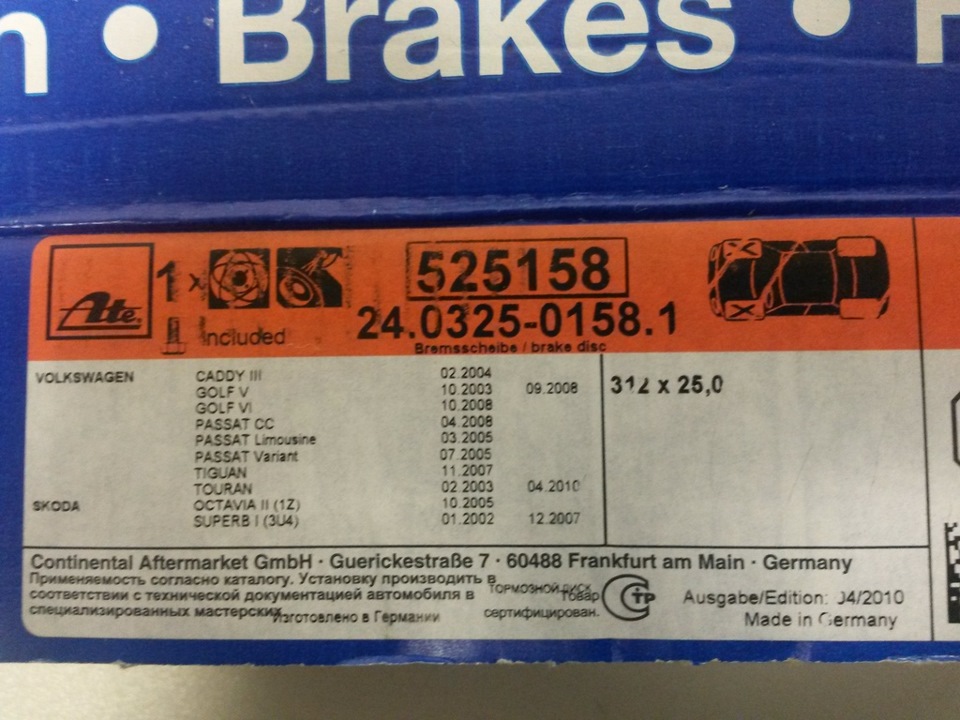 n • Brakes •
Ate
1 x
525158
Included
24.0325-0158.1
Bremsscheibe / brake disc
VOLKSWAGEN CADDY III 02.2004
GOLF V 10.2003 09.2008
GOLF VI 10.2008
PASSAT CC 04.2008
PASSAT Limousine 03.2005
PASSAT Variant 07.2005
TIGUAN 11.2007
TOURAN 02.2003 04.2010
SKODA OCTAVIA II (1Z) 10.2005
SUPERB I (3U4) 01.2002 12.2007
312 x 25,0
Continental Aftermarket GmbH · Guerickestraße 7 · 60488 Frankfurt am Main · Germany
Применяемость согласно каталогу. Установку производить в
соответствии с технической документацией автомобиля в
специализированных мастерских.
Изготовлено в Германии
ТОРМОЗНОЙ ДИСК
Товар
сертифицирован.
Ausgabe/Edition: J4/2010
Made in Germany